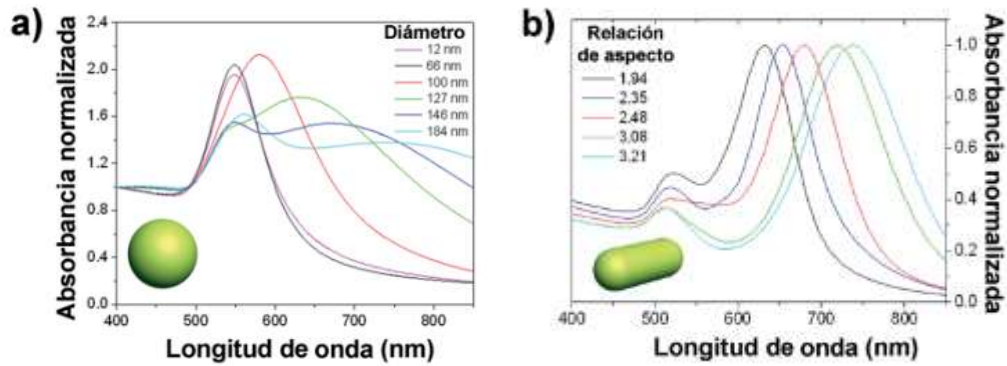 a)
Absorbancia normalizada
2.4
2.0
1.6
1.2
0.8
0.4
0.0
Diámetro
12 nm
66 nm
100 nm
127 nm
146 nm
184 nm
400 500 600 700 800
Longitud de onda (nm)
b)
Relación
de aspecto
1.94
2.35
2.48
3.08
3.21
1.0
0.8
0.6
0.4
0.2
0.0
Absorbancia normalizada
400 500 600 700 800
Longitud de onda (nm)